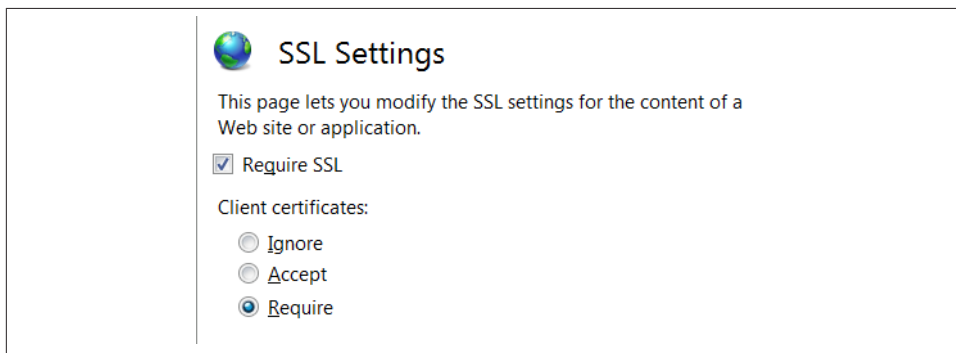 SSL Settings
This page lets you modify the SSL settings for the content of a
Web site or application.
Require SSL
Client certificates:
Ignore
Accept
Require